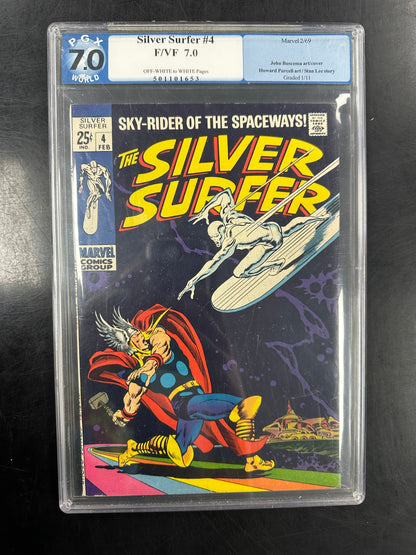 PGX
7.0
WORLD
Silver Surfer #4
F/VF 7.0
OFF-WHITE to WHITE Pages
501101653
Marvel 2/69
John Buscema art/cover
Howard Purcell art / Stan Lee story
Graded 1/11
SILVER
SURFER
25¢
IND.
4
FEB
MARVEL
COMICS
GROUP
SKY-RIDER OF THE SPACEWAYS!
THE SILVER
SURFER